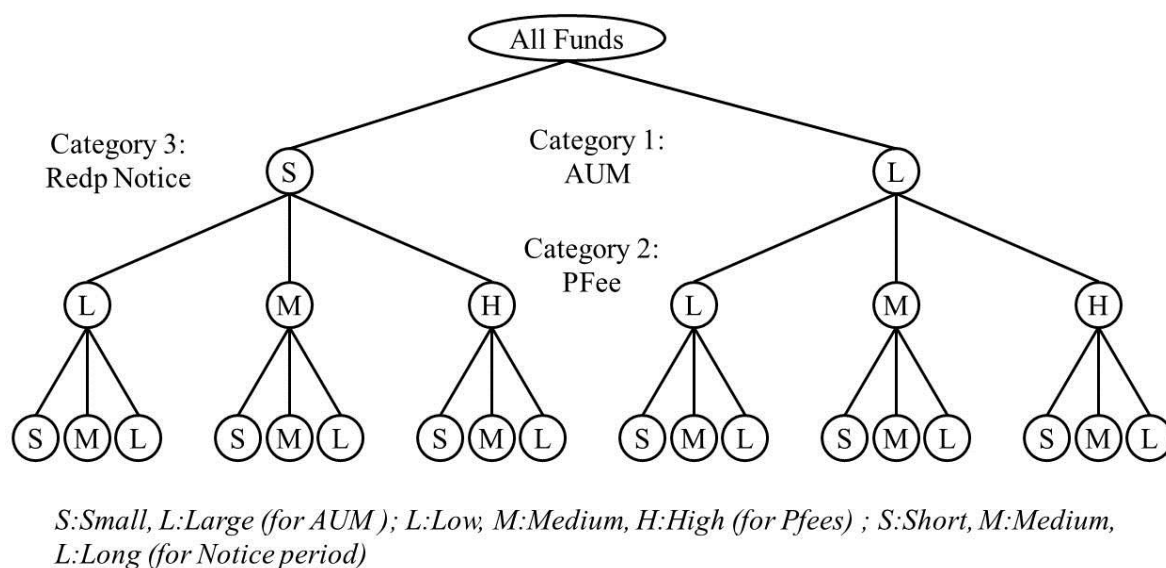 All Funds
Category 3:
Redp Notice
Category 1:
AUM
S
L
Category 2:
PFee
L
M
H
L
M
H
S M L S M L S M L S M L S M L S M L
S:Small, L:Large (for AUM ); L:Low, M:Medium, H:High (for Pfees) ; S:Short, M:Medium,
L:Long (for Notice period)